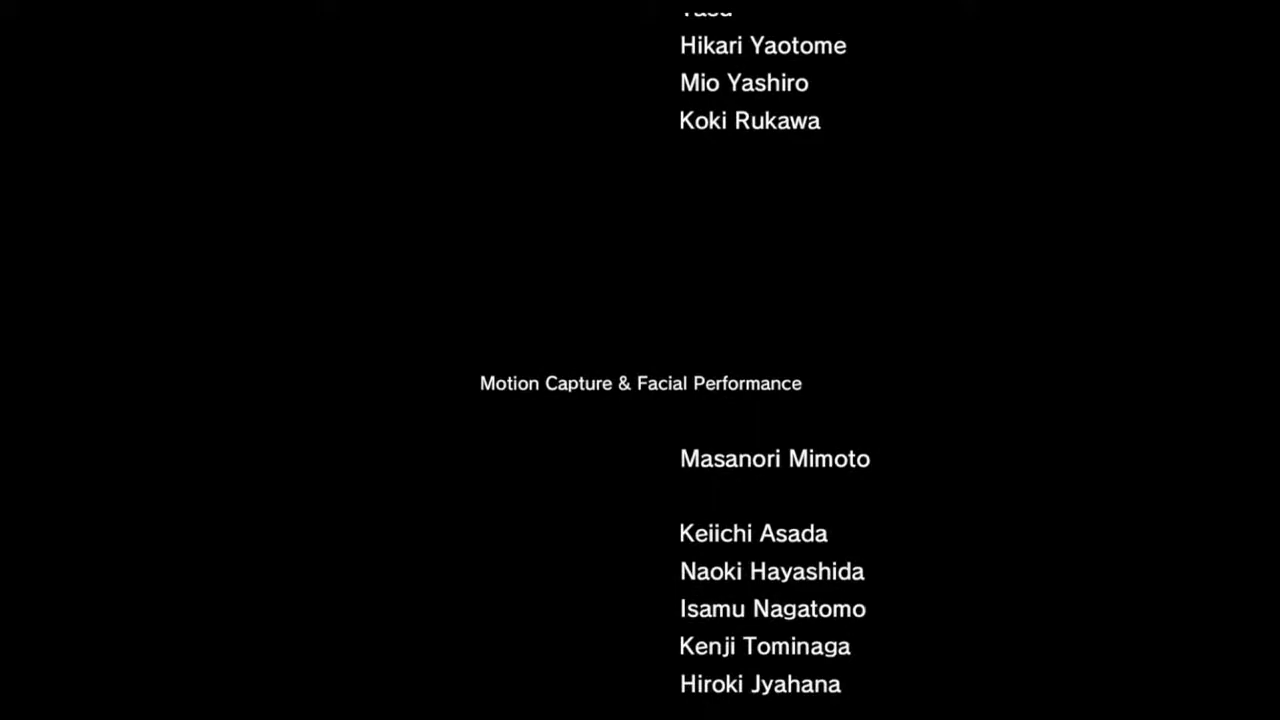 Hikari Yaotome
Mio Yashiro
Koki Rukawa
Motion Capture & Facial Performance
Masanori Mimoto
Keiichi Asada
Naoki Hayashida
Isamu Nagatomo
Kenji Tominaga
Hiroki Jyahana